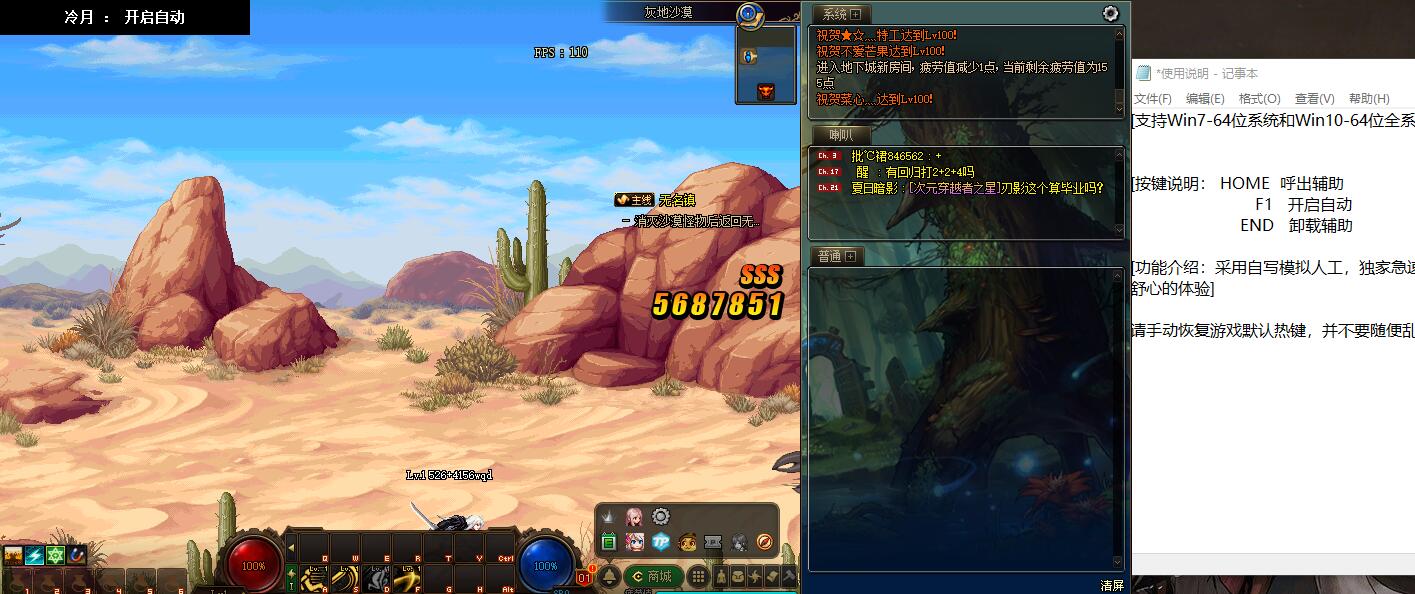 冷月 ： 开启自动
灰地沙漠
FPS : 110
主线 无名镇
- 消灭沙漠怪物后返回无...
SSS
5687851
Lv.1 526+4156wqd
100%
100%
Q W E R T Y Ctrl
A S D F G H Alt
1 2 3 4 5 6
TP
01
商城
系统
祝贺★☆...特工达到Lv100!
祝贺不爱芒果达到Lv100!
进入地下城新房间, 疲劳值减少1点, 当前剩余疲劳值为15
5点
祝贺菜心...达到Lv100!
喇叭
Ch. 3 批℃裙846562 : +
Ch. 17 醒 : 有回归打2+2+4吗
Ch. 21 夏日暗影 : [次元穿越者之星]刃影这个算毕业吗?
普通
清屏
*使用说明 - 记事本
文件(F) 编辑(E) 格式(O) 查看(V) 帮助(H)
[支持Win7-64位系统和Win10-64位全系
[按键说明： HOME 呼出辅助
F1 开启自动
END 卸载辅助
[功能介绍：采用自写模拟人工，独家急速
舒心的体验]
请手动恢复游戏默认热键，并不要随便乱